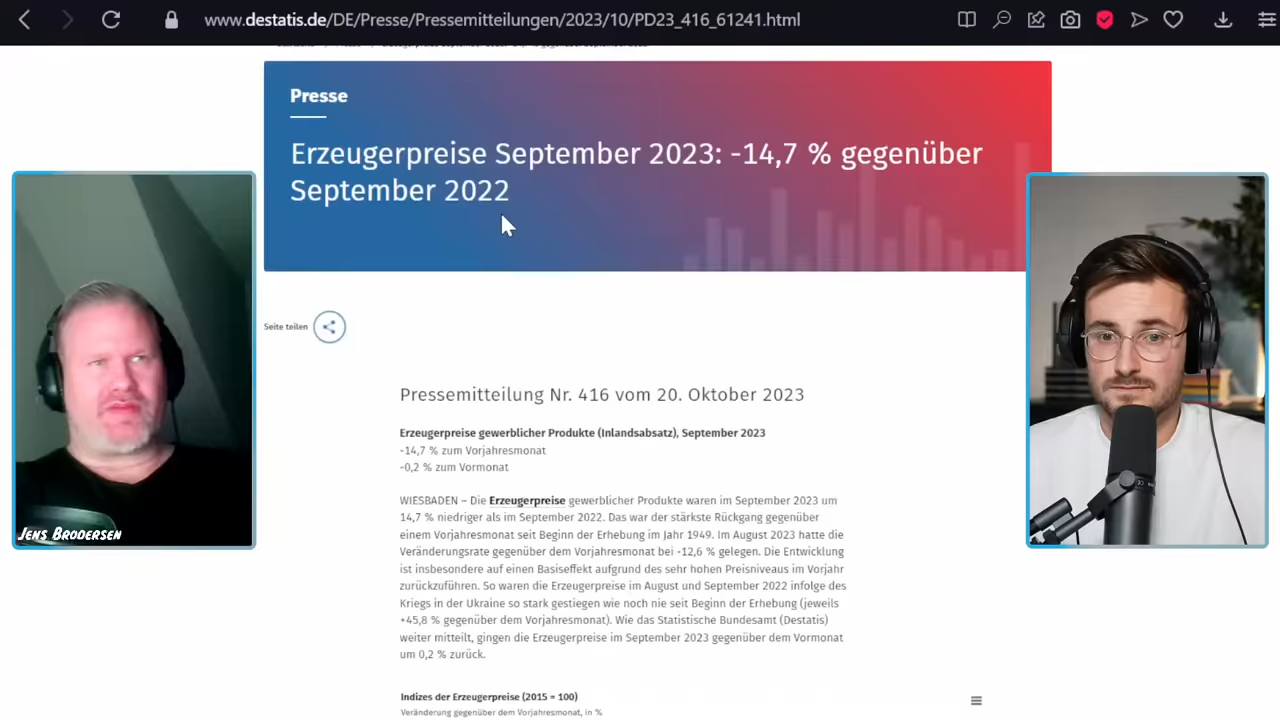 www.destatis.de/DE/Presse/Pressemitteilungen/2023/10/PD23_416_61241.html
Presse
Erzeugerpreise September 2023: -14,7 % gegenüber
September 2022
Seite teilen
Pressemitteilung Nr. 416 vom 20. Oktober 2023
Erzeugerpreise gewerblicher Produkte (Inlandsabsatz), September 2023
-14,7 % zum Vorjahresmonat
-0,2 % zum Vormonat
WIESBADEN – Die Erzeugerpreise gewerblicher Produkte waren im September 2023 um
14,7 % niedriger als im September 2022. Das war der stärkste Rückgang gegenüber
einem Vorjahresmonat seit Beginn der Erhebung im Jahr 1949. Im August 2023 hatte die
Veränderungsrate gegenüber dem Vorjahresmonat bei -12,6 % gelegen. Die Entwicklung
ist insbesondere auf einen Basiseffekt aufgrund des sehr hohen Preisniveaus im Vorjahr
zurückzuführen. So waren die Erzeugerpreise im August und September 2022 infolge des
Kriegs in der Ukraine so stark gestiegen wie noch nie seit Beginn der Erhebung (jeweils
+45,8 % gegenüber dem Vorjahresmonat). Wie das Statistische Bundesamt (Destatis)
weiter mitteilt, gingen die Erzeugerpreise im September 2023 gegenüber dem Vormonat
um 0,2 % zurück.
Indizes der Erzeugerpreise (2015 = 100)
Veränderung gegenüber dem Vorjahresmonat, in %
Jens Brodersen